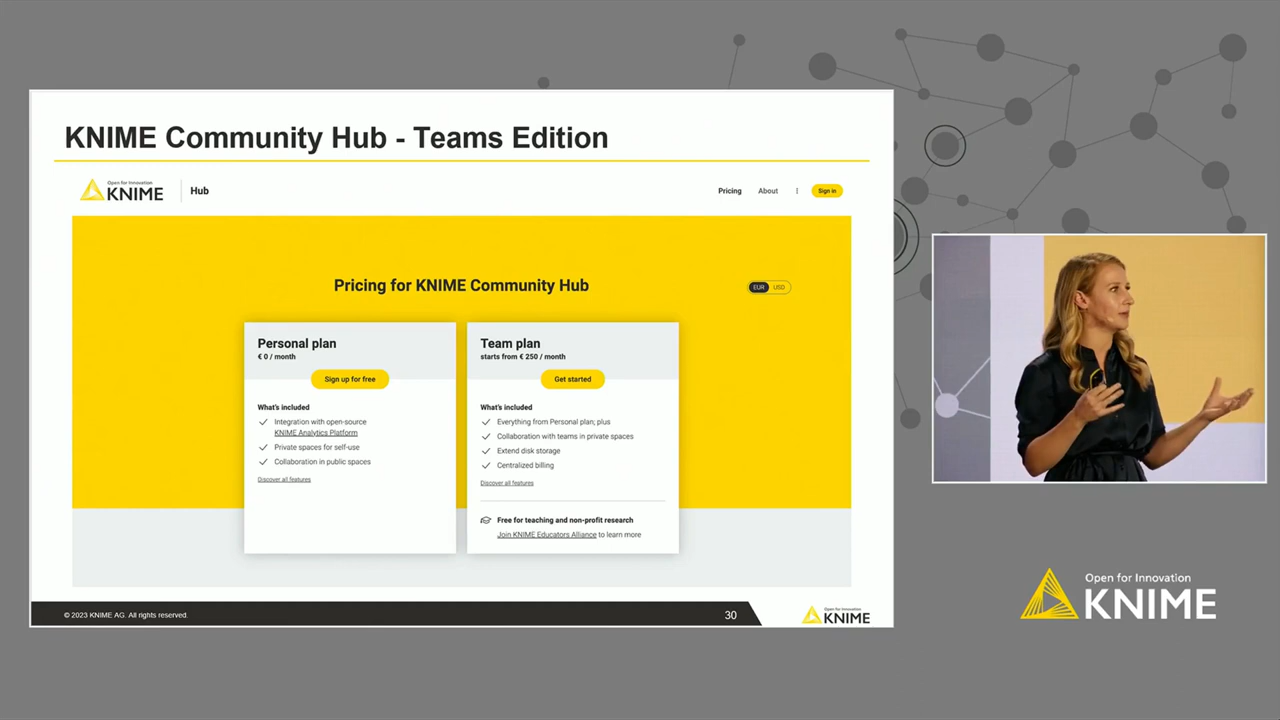 KNIME Community Hub - Teams Edition
Open for Innovation
KNIME
Hub
Pricing
About
Sign in
Pricing for KNIME Community Hub
EUR
USD
Personal plan
€ 0 / month
Sign up for free
What's included
Integration with open-source
KNIME Analytics Platform
Private spaces for self-use
Collaboration in public spaces
Discover all features
Team plan
starts from € 250 / month
Get started
What's included
Everything from Personal plan; plus
Collaboration with teams in private spaces
Extend disk storage
Centralized billing
Discover all features
Free for teaching and non-profit research
Join KNIME Educators Alliance to learn more
© 2023 KNIME AG. All rights reserved.
30
Open for Innovation
KNIME
Open for Innovation
KNIME